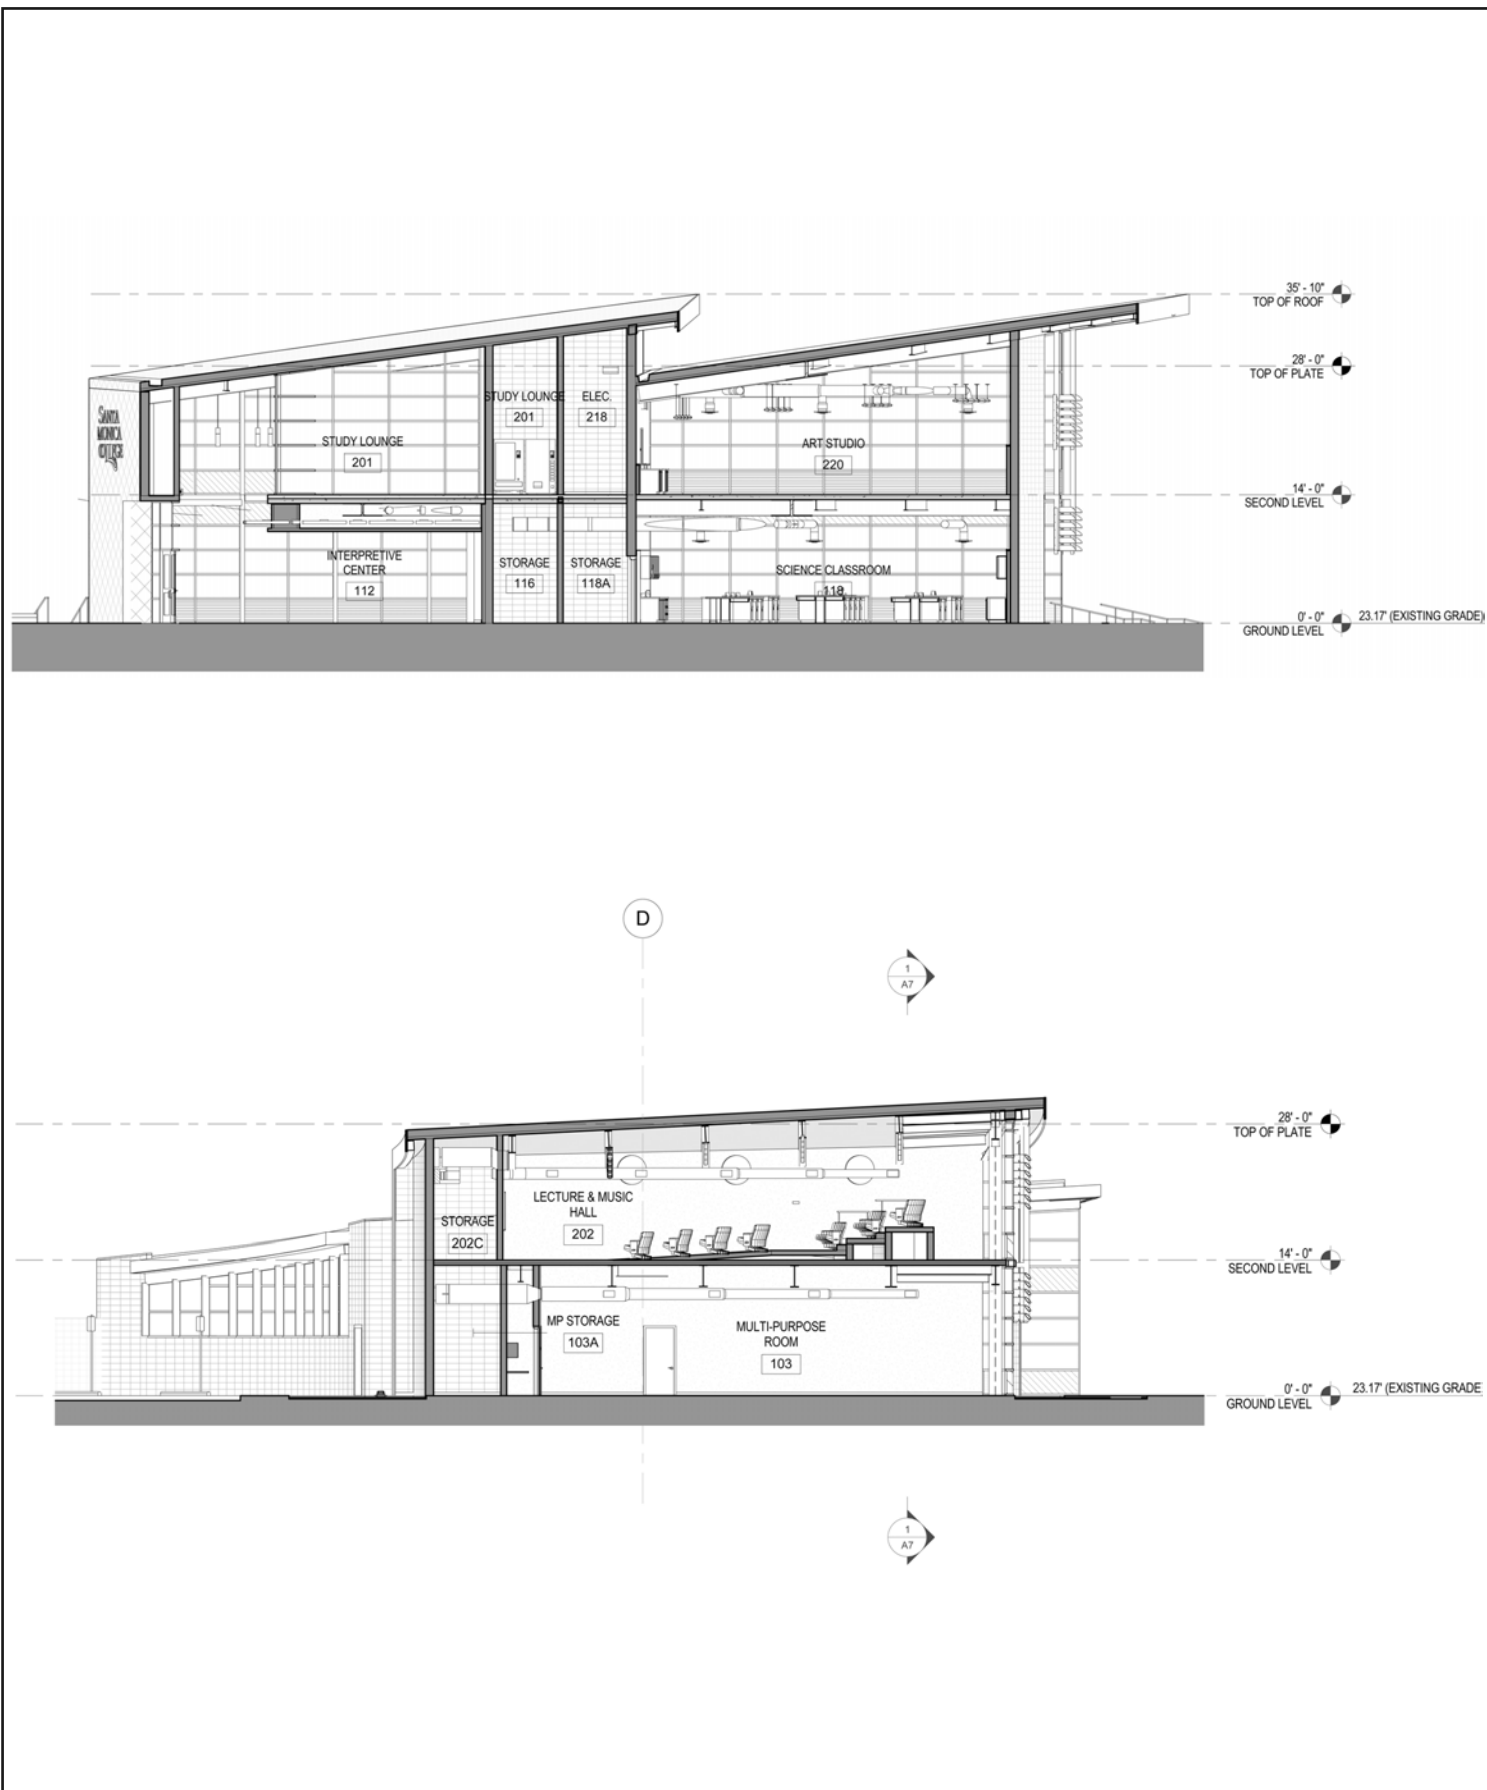 35' - 10"
TOP OF ROOF
28' - 0"
TOP OF PLATE
SANTA
MONICA
COLLEGE
STUDY LOUNGE
201
ELEC.
218
STUDY LOUNGE
201
ART STUDIO
220
14' - 0"
SECOND LEVEL
INTERPRETIVE
CENTER
112
STORAGE
116
STORAGE
118A
SCIENCE CLASSROOM
118
0' - 0"
GROUND LEVEL
23.17' (EXISTING GRADE)
D
1
A7
28' - 0"
TOP OF PLATE
LECTURE & MUSIC
HALL
202
STORAGE
202C
14' - 0"
SECOND LEVEL
MP STORAGE
103A
MULTI-PURPOSE
ROOM
103
0' - 0"
GROUND LEVEL
23.17' (EXISTING GRADE
1
A7